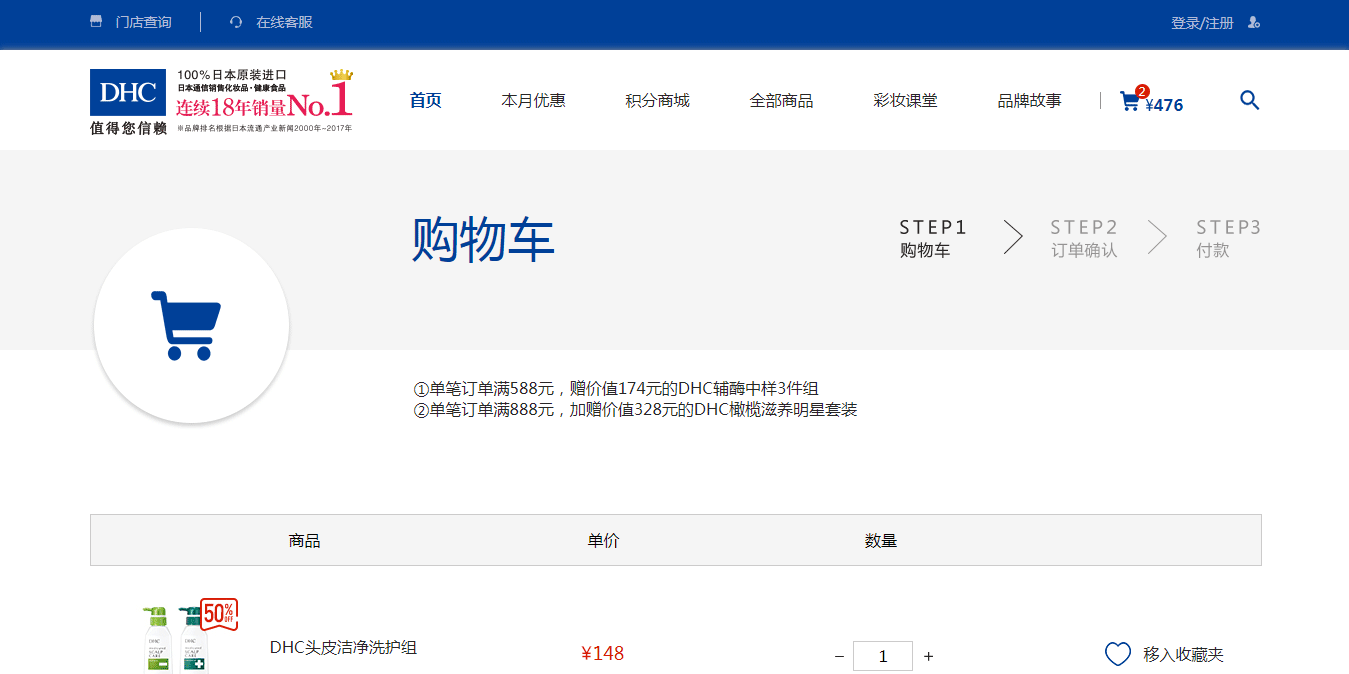 门店查询
在线客服
登录/注册
DHC
值得您信赖
100%日本原装进口
日本通信销售化妆品·健康食品
连续18年销量No.1
※品牌排名根据日本流通产业新闻2000年~2017年
首页
本月优惠
积分商城
全部商品
彩妆课堂
品牌故事
2
¥476
购物车
STEP1
购物车
STEP2
订单确认
STEP3
付款
①单笔订单满588元，赠价值174元的DHC辅酶中样3件组
②单笔订单满888元，加赠价值328元的DHC橄榄滋养明星套装
商品 单价 数量
50% OFF
DHC头皮洁净洗护组
¥148
− 1 +
移入收藏夹